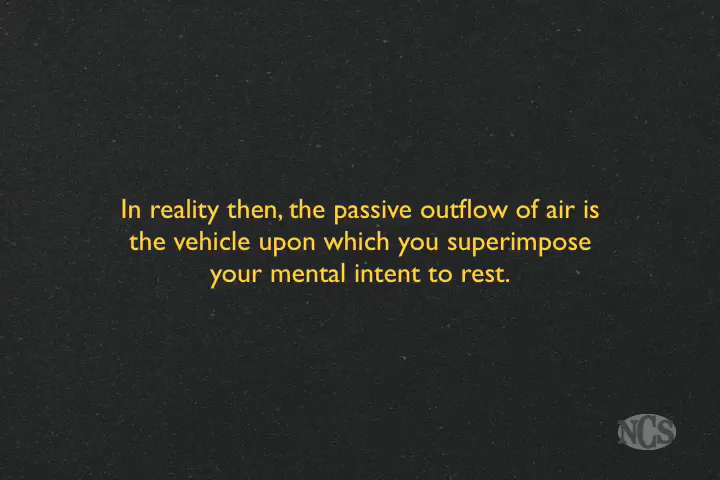 In reality then, the passive outflow of air is
the vehicle upon which you superimpose
your mental intent to rest.
NCS